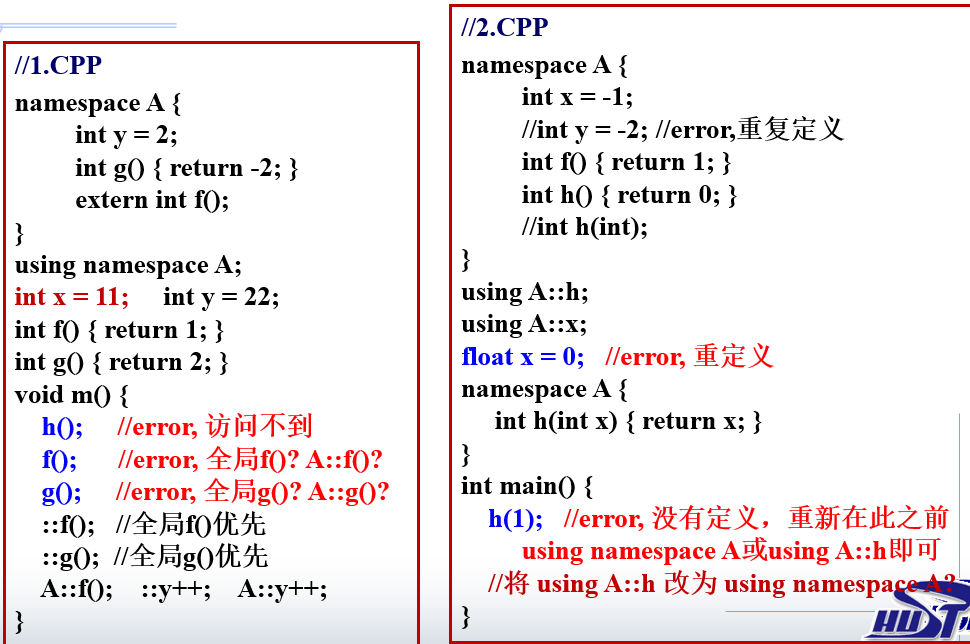 //1.CPP
namespace A {
int y = 2;
int g() { return -2; }
extern int f();
}
using namespace A;
int x = 11; int y = 22;
int f() { return 1; }
int g() { return 2; }
void m() {
h(); //error, 访问不到
f(); //error, 全局f()? A::f()?
g(); //error, 全局g()? A::g()?
::f(); //全局f()优先
::g(); //全局g()优先
A::f(); ::y++; A::y++;
}
//2.CPP
namespace A {
int x = -1;
//int y = -2; //error,重复定义
int f() { return 1; }
int h() { return 0; }
//int h(int);
}
using A::h;
using A::x;
float x = 0; //error, 重定义
namespace A {
int h(int x) { return x; }
}
int main() {
h(1); //error, 没有定义，重新在此之前
using namespace A或using A::h即可
//将 using A::h 改为 using namespace A?
}
HUST